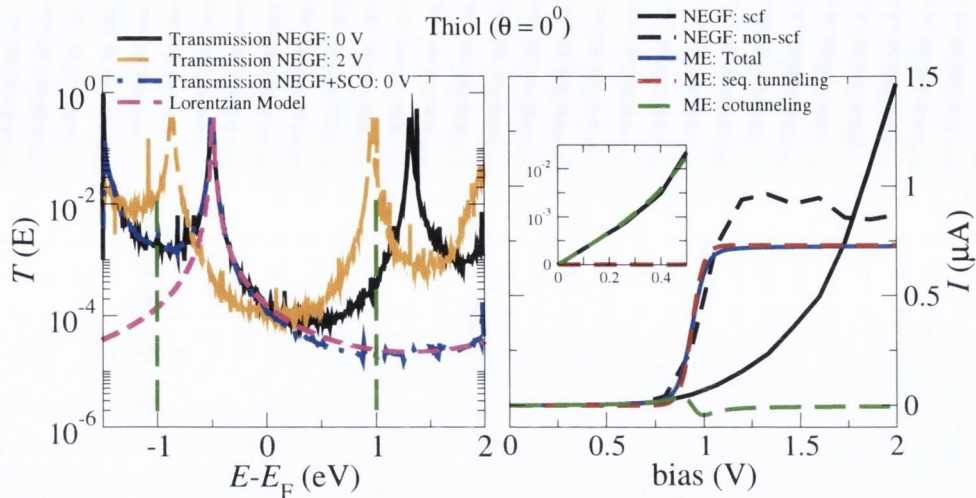 Thiol (θ = 0⁰)
Transmission NEGF: 0 V
Transmission NEGF: 2 V
Transmission NEGF+SCO: 0 V
Lorentzian Model
10⁰
10⁻²
10⁻⁴
10⁻⁶
T (E)
-1
0
1
2
E-E_F (eV)
NEGF: scf
NEGF: non-scf
ME: Total
ME: seq. tunneling
ME: cotunneling
10⁻²
10⁻³
0
0.0
0.2
0.4
1.5
1
0.5
0
I (μA)
0
0.5
1.0
1.5
2
bias (V)